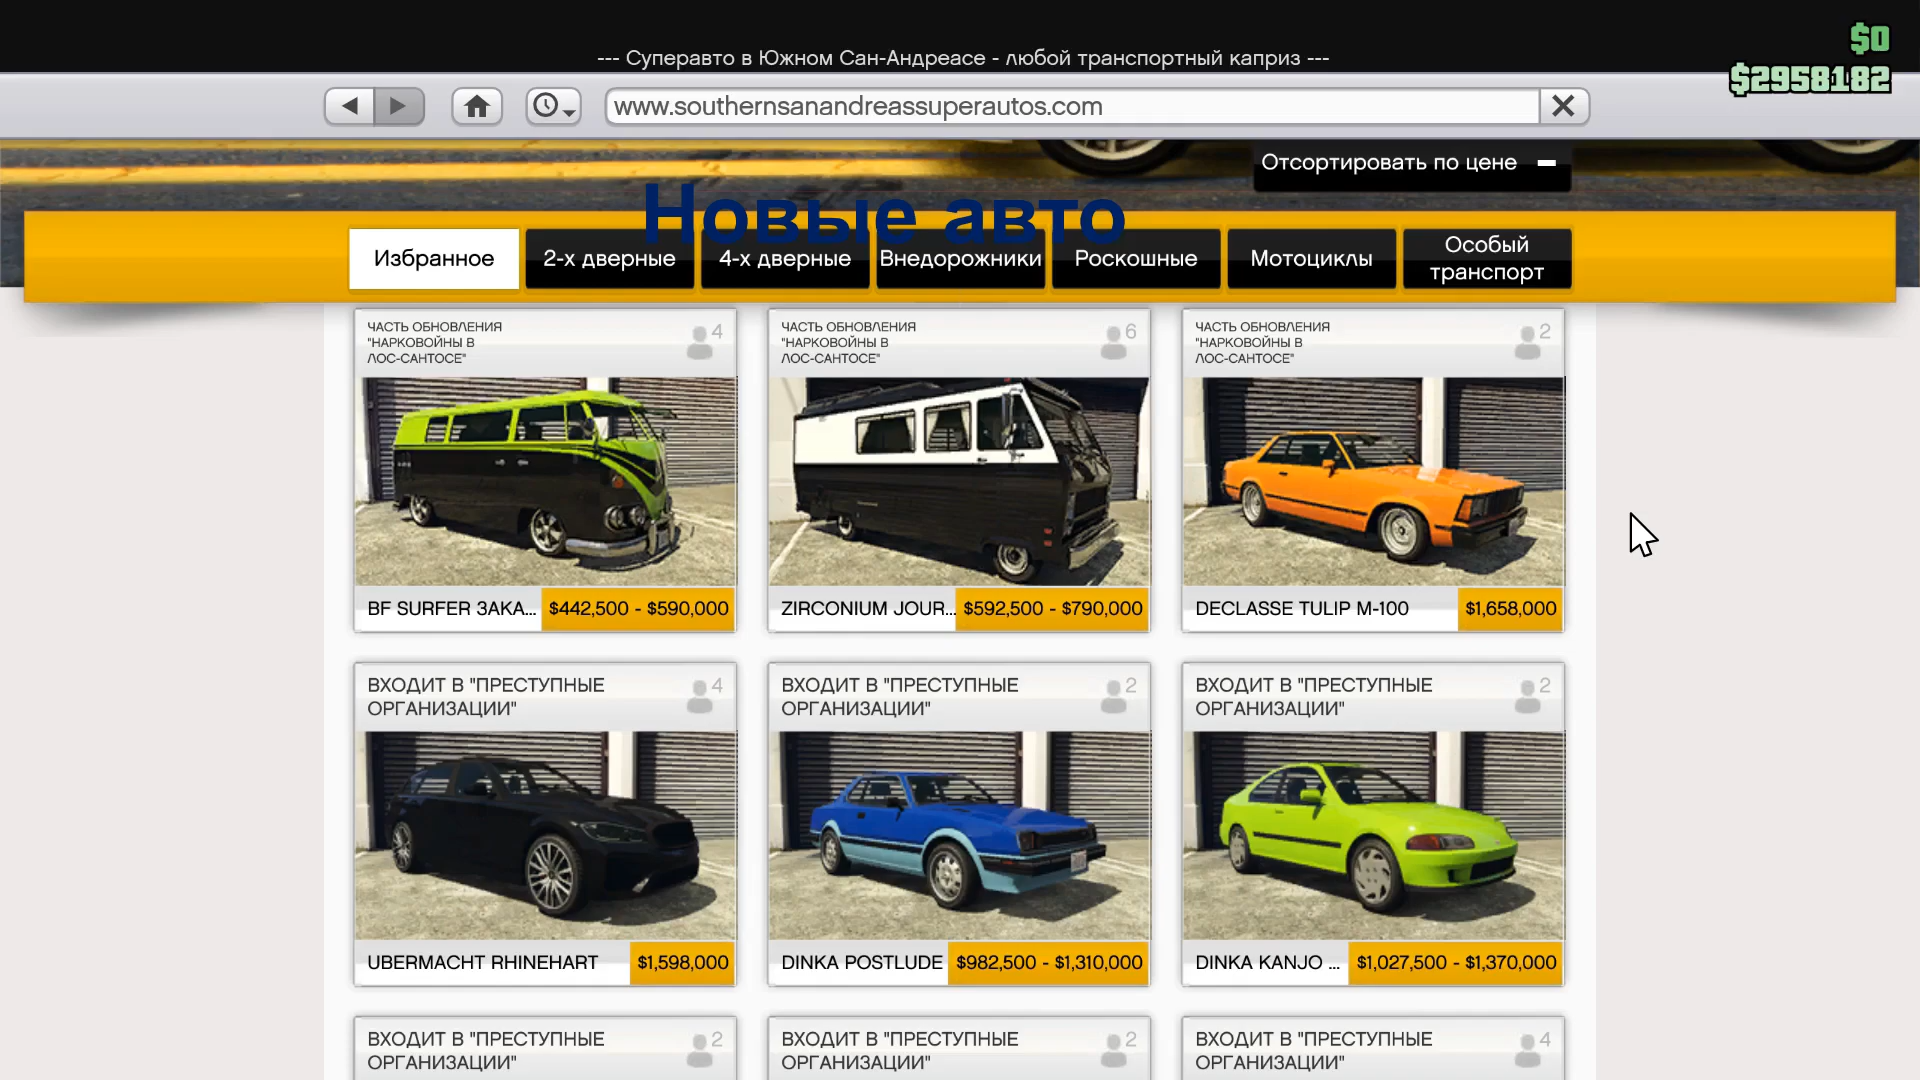 $0
--- Суперавто в Южном Сан-Андреасе - любой транспортный каприз ---
$2958182
www.southernsanandreassuperautos.com
Отсортировать по цене
Новые авто
Избранное
2-х дверные
4-х дверные
Внедорожники
Роскошные
Мотоциклы
Особый
транспорт
ЧАСТЬ ОБНОВЛЕНИЯ
"НАРКОВОЙНЫ В
ЛОС-САНТОСЕ"
4
BF SURFER ЗАКА...
$442,500 - $590,000
ЧАСТЬ ОБНОВЛЕНИЯ
"НАРКОВОЙНЫ В
ЛОС-САНТОСЕ"
6
ZIRCONIUM JOUR...
$592,500 - $790,000
ЧАСТЬ ОБНОВЛЕНИЯ
"НАРКОВОЙНЫ В
ЛОС-САНТОСЕ"
2
DECLASSE TULIP M-100
$1,658,000
ВХОДИТ В "ПРЕСТУПНЫЕ
ОРГАНИЗАЦИИ"
4
UBERMACHT RHINEHART
$1,598,000
ВХОДИТ В "ПРЕСТУПНЫЕ
ОРГАНИЗАЦИИ"
2
DINKA POSTLUDE
$982,500 - $1,310,000
ВХОДИТ В "ПРЕСТУПНЫЕ
ОРГАНИЗАЦИИ"
2
DINKA KANJO ...
$1,027,500 - $1,370,000
ВХОДИТ В "ПРЕСТУПНЫЕ
ОРГАНИЗАЦИИ"
2
ВХОДИТ В "ПРЕСТУПНЫЕ
ОРГАНИЗАЦИИ"
2
ВХОДИТ В "ПРЕСТУПНЫЕ
ОРГАНИЗАЦИИ"
4